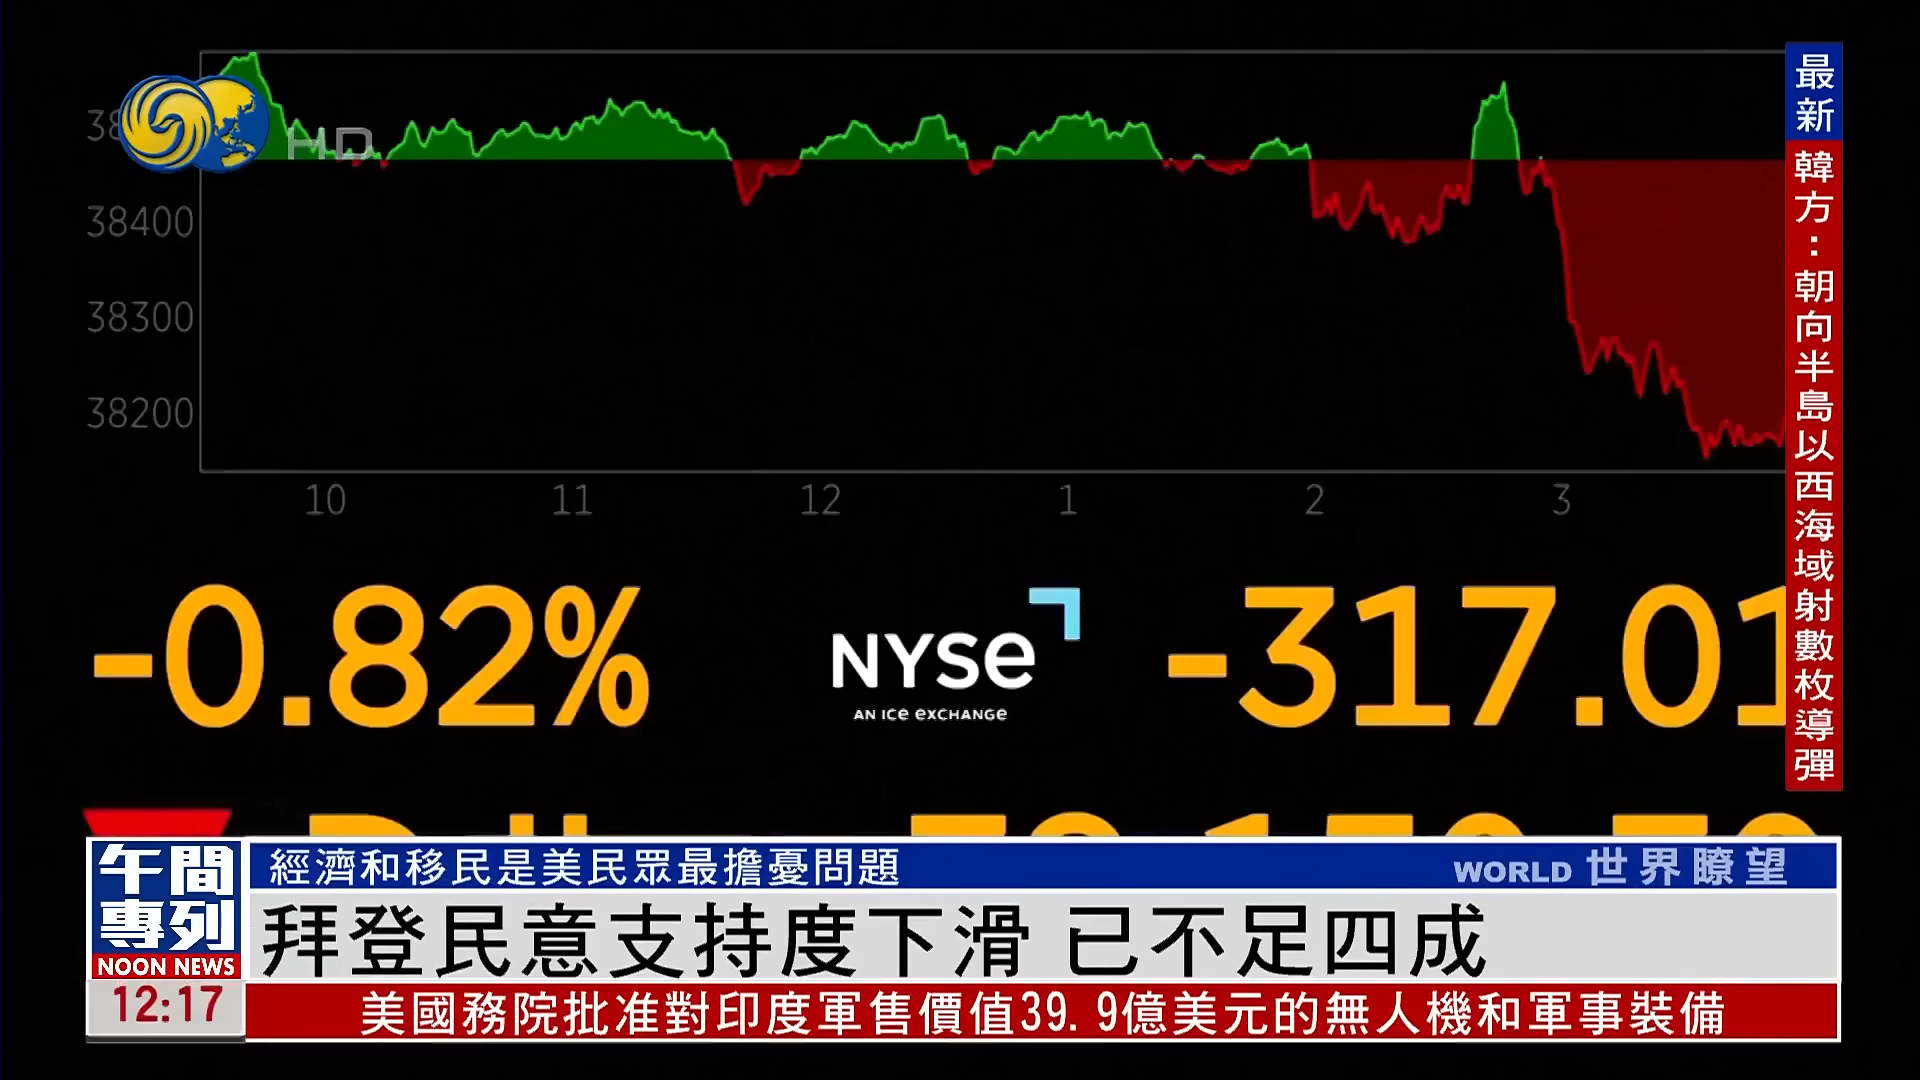 HD
38400
38300
38200
10 11 12 1 2 3
-0.82%
NYSE
AN ICE EXCHANGE
-317.01
最新
韓方：朝向半島以西海域射數枚導彈
午間
專列
NOON NEWS
12:17
經濟和移民是美民眾最擔憂問題
WORLD 世界瞭望
拜登民意支持度下滑 已不足四成
美國務院批准對印度軍售價值39.9億美元的無人機和軍事裝備